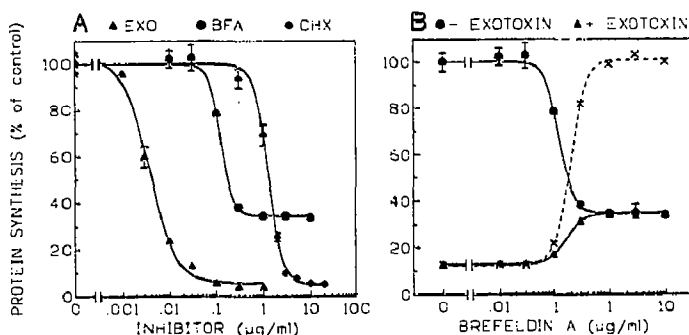 A ▲ EXO ● BFA ● CHX
PROTEIN SYNTHESIS (% of control)
100
80
60
40
20
0
0 .001 .01 .10 1 10 100
INHIBITOR (µg/ml)
B ● - EXOTOXIN ▲ + EXOTOXIN
100
80
60
40
20
0
0 .01 .1 1 10
BREFELDIN A (µg/ml)